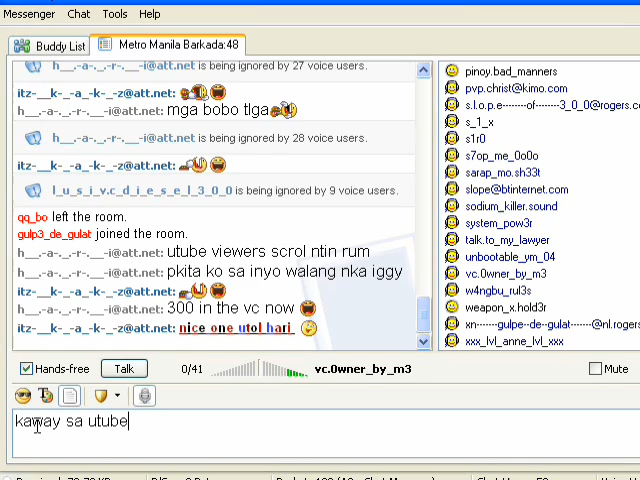 Messenger Chat Tools Help
Buddy List Metro Manila Barkada:48
h__.-a-._.-r-.__-i@att.net is being ignored by 27 voice users.
itz-__k-_-a_-k-_-z@att.net:
h__.-a-._.-r-.__-i@att.net: mga bobo tlga
h__.-a-._.-r-.__-i@att.net is being ignored by 28 voice users.
itz-__k-_-a_-k-_-z@att.net:
l_u_s_i_v.c_d_i_e_s_e_l_3_0_0 is being ignored by 9 voice users.
qq_bo left the room.
gulp3_de_gulat joined the room.
h__.-a-._.-r-.__-i@att.net: utube viewers scrol ntin rum
h__.-a-._.-r-.__-i@att.net: pkita ko sa inyo walang nka iggy
itz-__k-_-a_-k-_-z@att.net:
h__.-a-._.-r-.__-i@att.net: 300 in the vc now
itz-__k-_-a_-k-_-z@att.net: nice one utol hari
pinoy.bad_manners
pvp.christ@kimo.com
s.l.o.p.e--------of-------3_0_0@rogers.c
s_1_x
s1r0
s7op_me_0o0o
sarap_mo.sh33t
slope@btinternet.com
sodium_killer.sound
system_pow3r
talk.to_my_lawyer
unbootable_ym_04
vc.0wner_by_m3
w4ngbu_rul3s
weapon_x.hold3r
xn-------gulpe--de--gulat-------@nl.rogers
xxx_lvl_anne_lvl_xxx
Hands-free Talk 0/41 vc.0wner_by_m3 Mute
kaway sa utube